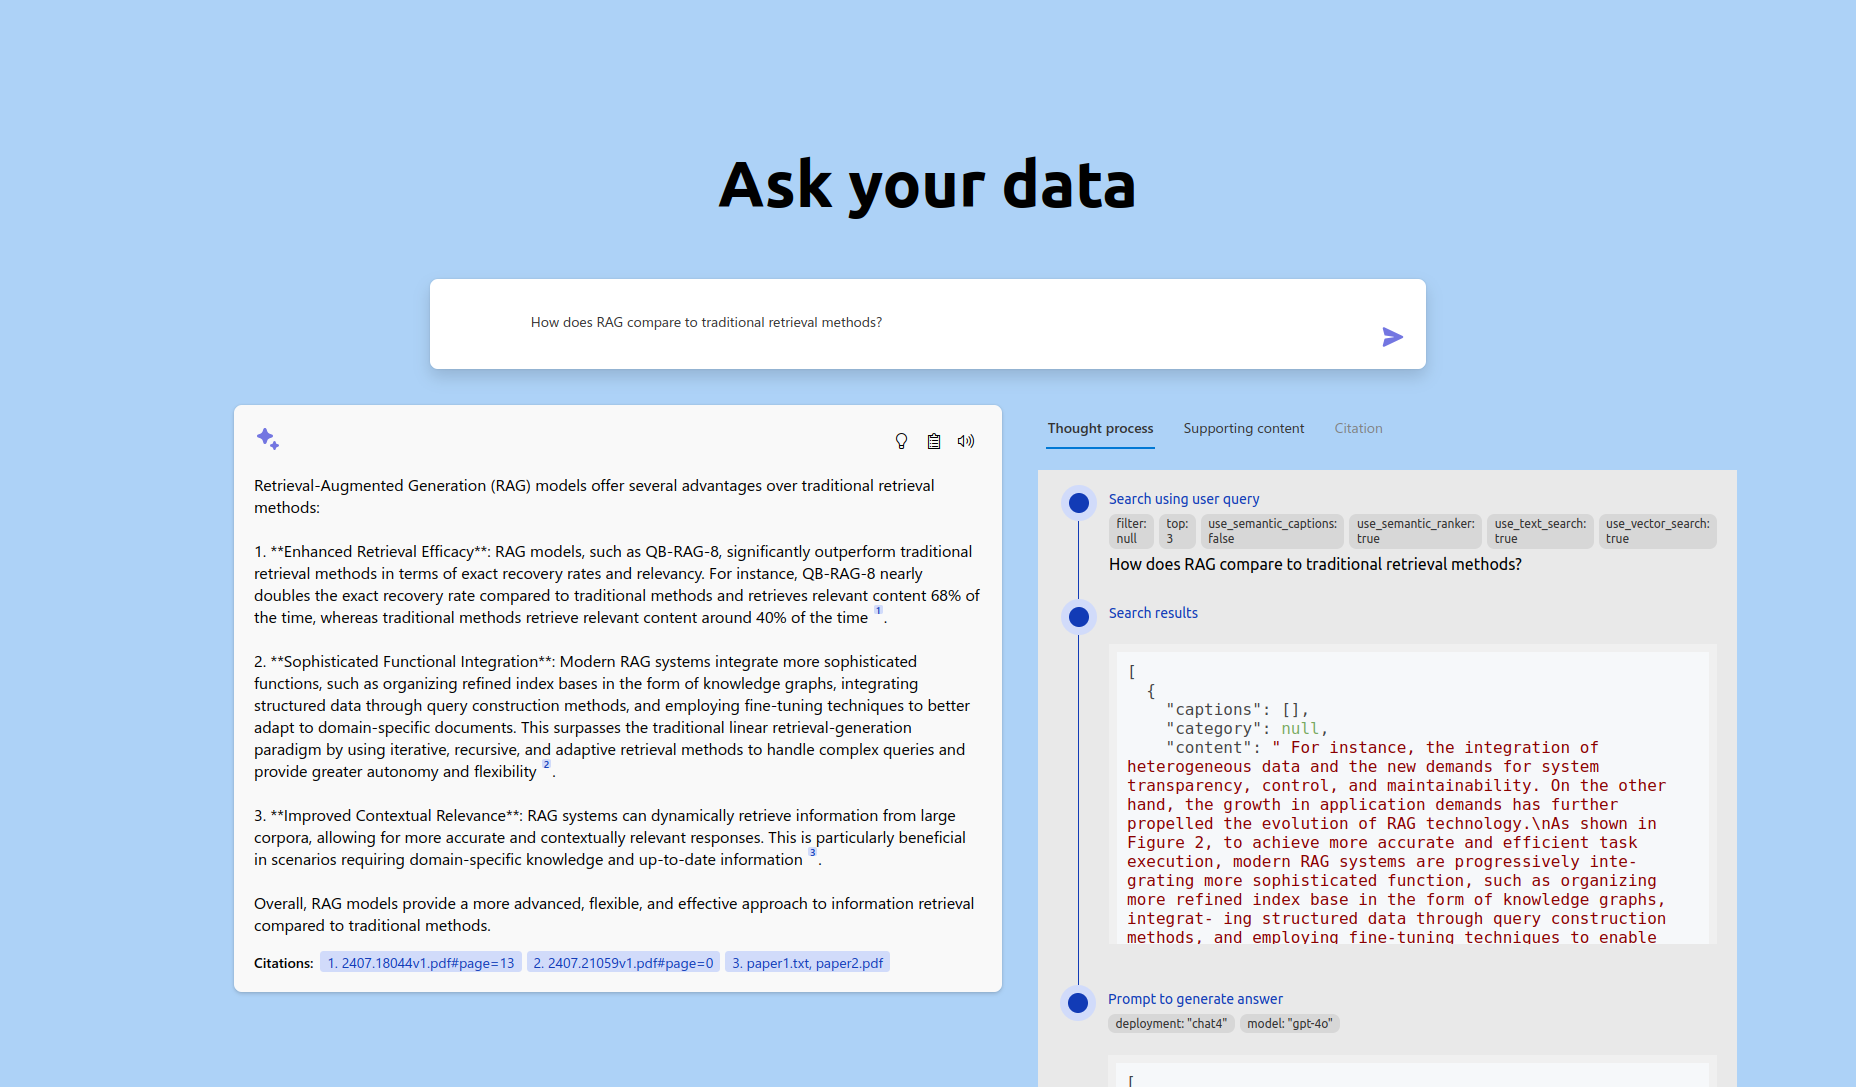 Ask your data
How does RAG compare to traditional retrieval methods?
Retrieval-Augmented Generation (RAG) models offer several advantages over traditional retrieval
methods:
1. **Enhanced Retrieval Efficacy**: RAG models, such as QB-RAG-8, significantly outperform traditional
retrieval methods in terms of exact recovery rates and relevancy. For instance, QB-RAG-8 nearly
doubles the exact recovery rate compared to traditional methods and retrieves relevant content 68% of
the time, whereas traditional methods retrieve relevant content around 40% of the time 1.
2. **Sophisticated Functional Integration**: Modern RAG systems integrate more sophisticated
functions, such as organizing refined index bases in the form of knowledge graphs, integrating
structured data through query construction methods, and employing fine-tuning techniques to better
adapt to domain-specific documents. This surpasses the traditional linear retrieval-generation
paradigm by using iterative, recursive, and adaptive retrieval methods to handle complex queries and
provide greater autonomy and flexibility 2.
3. **Improved Contextual Relevance**: RAG systems can dynamically retrieve information from large
corpora, allowing for more accurate and contextually relevant responses. This is particularly beneficial
in scenarios requiring domain-specific knowledge and up-to-date information 3.
Overall, RAG models provide a more advanced, flexible, and effective approach to information retrieval
compared to traditional methods.
Citations: 1. 2407.18044v1.pdf#page=13 2. 2407.21059v1.pdf#page=0 3. paper1.txt, paper2.pdf
Thought process Supporting content Citation
Search using user query
filter: null top: 3 use_semantic_captions: false use_semantic_ranker: true use_text_search: true use_vector_search: true
How does RAG compare to traditional retrieval methods?
Search results
[
{
"captions": [],
"category": null,
"content": " For instance, the integration of
heterogeneous data and the new demands for system
transparency, control, and maintainability. On the other
hand, the growth in application demands has further
propelled the evolution of RAG technology.\nAs shown in
Figure 2, to achieve more accurate and efficient task
execution, modern RAG systems are progressively inte-
grating more sophisticated function, such as organizing
more refined index base in the form of knowledge graphs,
integrat- ing structured data through query construction
methods, and employing fine-tuning techniques to enable
Prompt to generate answer
deployment: "chat4" model: "gpt-4o"
[